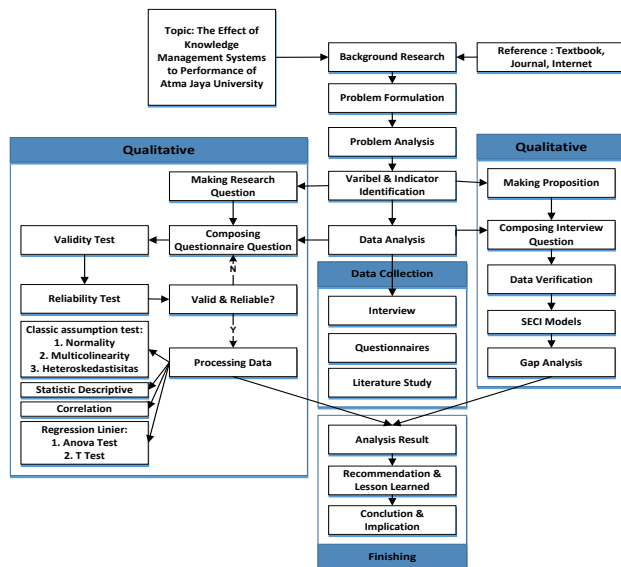 Topic: The Effect of
Knowledge
Management Systems
to Performance of
Atma Jaya University
Background Research
Reference : Textbook,
Journal, Internet
Problem Formulation
Problem Analysis
Qualitative
Making Research
Question
Varibel & Indicator
Identification
Qualitative
Making Proposition
Validity Test
Composing
Questionnaire Question
Data Analysis
Composing Interview
Question
N
Data Collection
Data Verification
Reliability Test
Valid & Reliable?
Interview
SECI Models
Y
Classic assumption test:
1. Normality
2. Multicolinearity
3. Heteroskedastisitas
Processing Data
Questionnaires
Gap Analysis
Statistic Descriptive
Literature Study
Correlation
Regression Linier:
1. Anova Test
2. T Test
Analysis Result
Recommendation &
Lesson Learned
Conclution &
Implication
Finishing